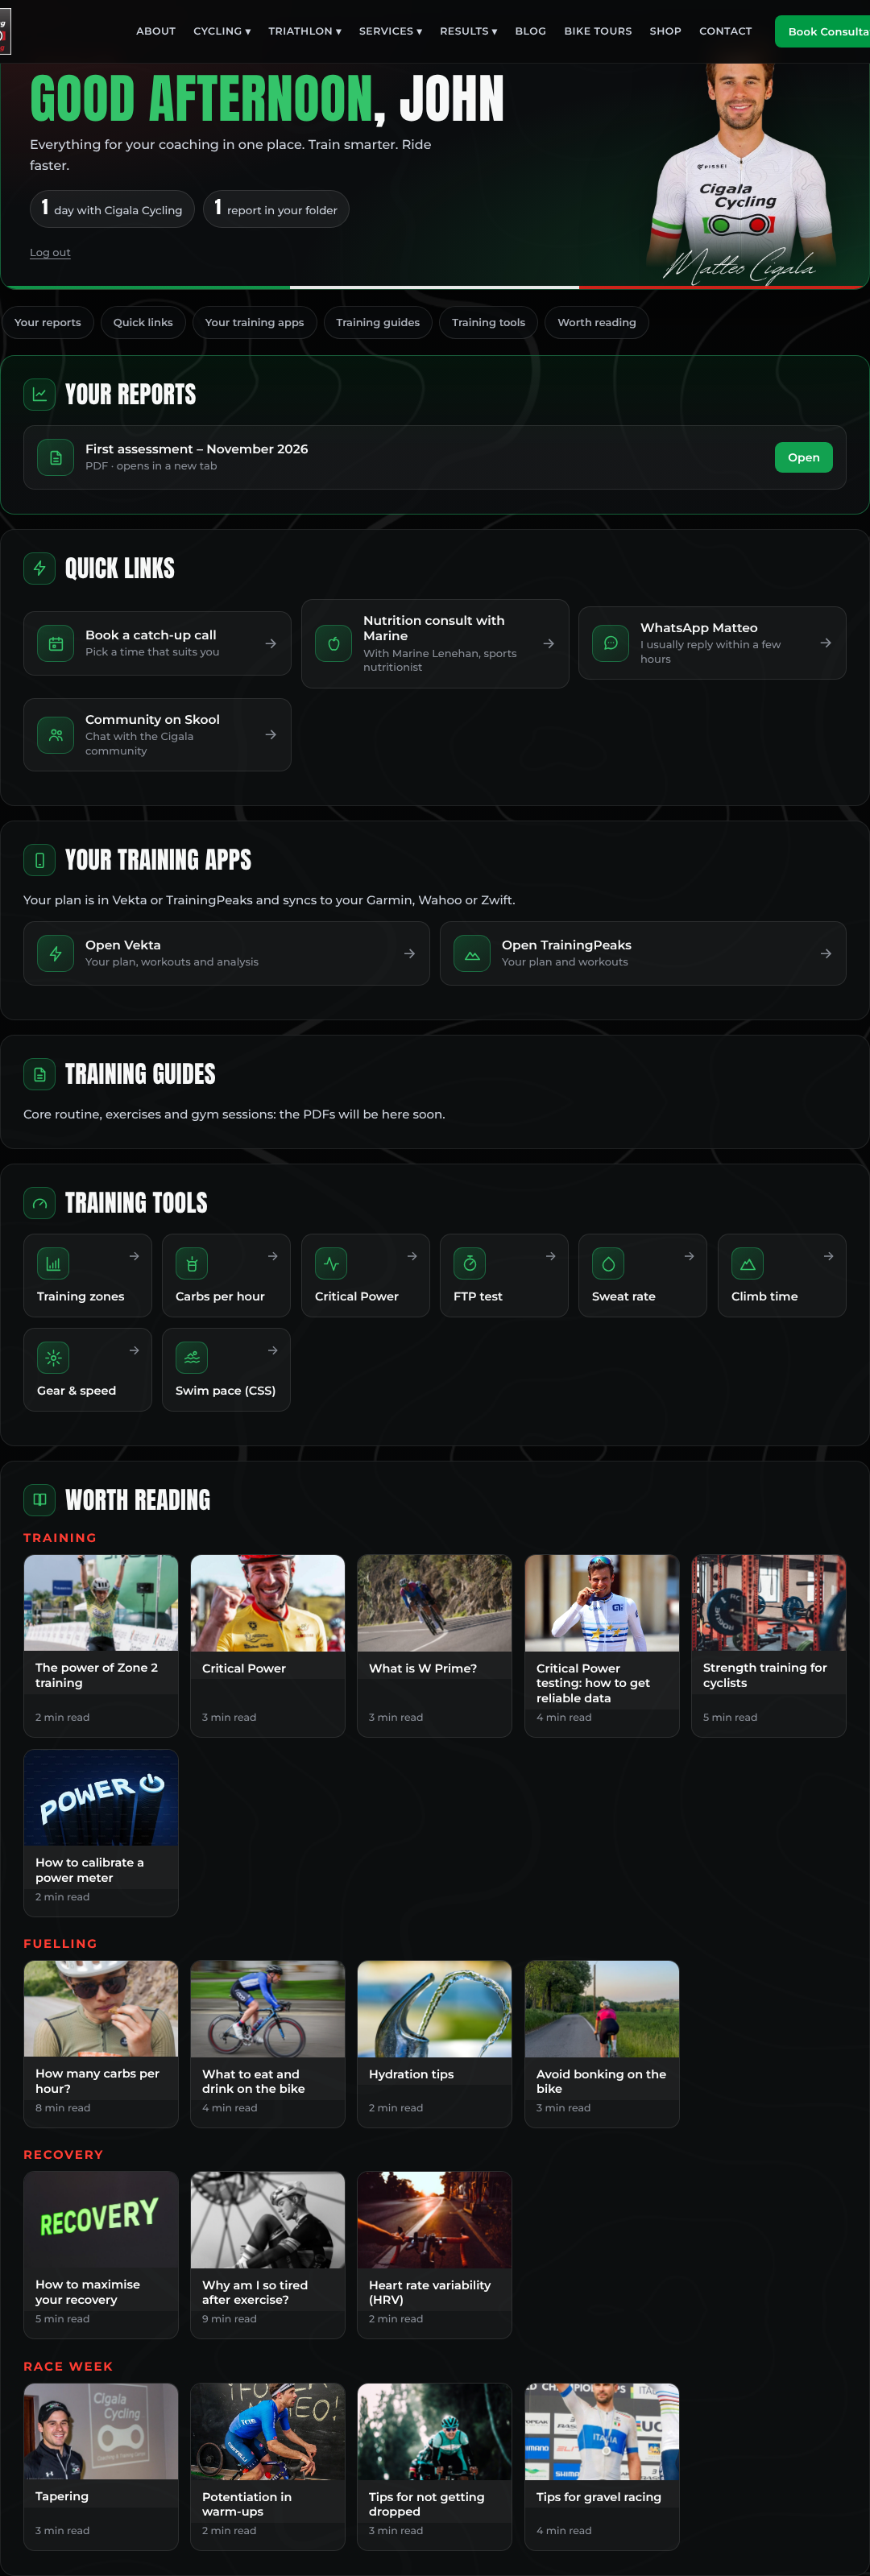 ABOUT
CYCLING ▾
TRIATHLON ▾
SERVICES ▾
RESULTS ▾
BLOG
BIKE TOURS
SHOP
CONTACT
GOOD AFTERNOON, JOHN
Everything for your coaching in one place. Train smarter. Ride
faster.
1 day with Cigala Cycling
1 report in your folder
Log out
PISSEI
Cigala
Cycling
Matteo Cigala
Your reports
Quick links
Your training apps
Training guides
Training tools
Worth reading
YOUR REPORTS
First assessment – November 2026
PDF · opens in a new tab
Open
QUICK LINKS
Book a catch-up call
Pick a time that suits you
Nutrition consult with
Marine
With Marine Lenehan, sports
nutritionist
WhatsApp Matteo
I usually reply within a few
hours
Community on Skool
Chat with the Cigala
community
YOUR TRAINING APPS
Your plan is in Vekta or TrainingPeaks and syncs to your Garmin, Wahoo or Zwift.
Open Vekta
Your plan, workouts and analysis
Open TrainingPeaks
Your plan and workouts
TRAINING GUIDES
Core routine, exercises and gym sessions: the PDFs will be here soon.
TRAINING TOOLS
Training zones
Carbs per hour
Critical Power
FTP test
Sweat rate
Climb time
Gear & speed
Swim pace (CSS)
WORTH READING
TRAINING
The power of Zone 2
training
2 min read
Critical Power
3 min read
What is W Prime?
3 min read
Critical Power
testing: how to get
reliable data
4 min read
Strength training for
cyclists
5 min read
POWER
How to calibrate a
power meter
2 min read
FUELLING
How many carbs per
hour?
8 min read
What to eat and
drink on the bike
4 min read
Hydration tips
2 min read
Avoid bonking on the
bike
3 min read
RECOVERY
RECOVERY
How to maximise
your recovery
5 min read
Why am I so tired
after exercise?
9 min read
Heart rate variability
(HRV)
2 min read
RACE WEEK
Cigala
Cycling
Tapering
3 min read
Potentiation in
warm-ups
2 min read
Tips for not getting
dropped
3 min read
ITALIA
SHIMANO
Tips for gravel racing
4 min read